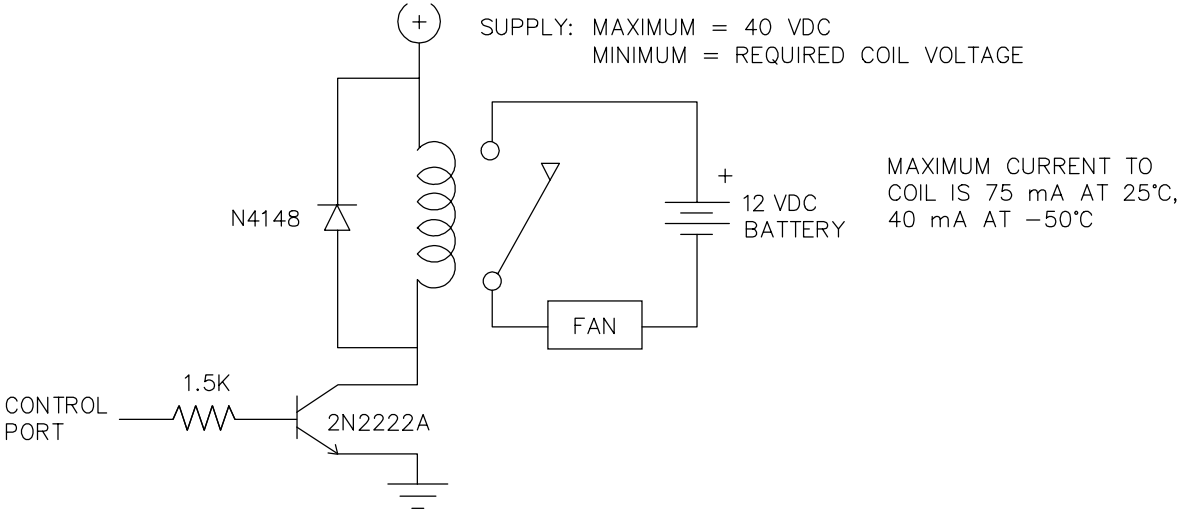 +
SUPPLY: MAXIMUM = 40 VDC
MINIMUM = REQUIRED COIL VOLTAGE
MAXIMUM CURRENT TO
COIL IS 75 mA AT 25°C,
40 mA AT −50°C
+
12 VDC
BATTERY
N4148
FAN
1.5K
CONTROL
PORT
2N2222A